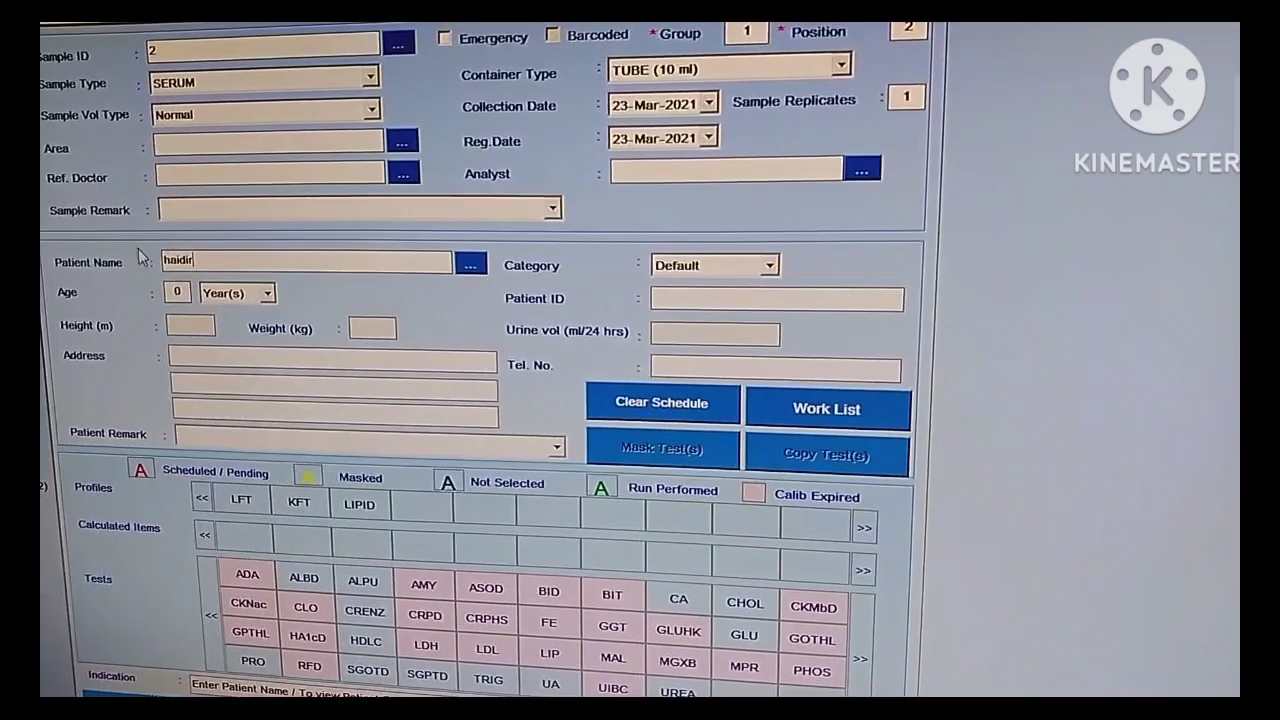 Sample ID : 2 ... Emergency Barcoded *Group 1 * Position 2
Sample Type : SERUM Container Type : TUBE (10 ml)
Sample Vol Type : Normal Collection Date : 23-Mar-2021 Sample Replicates : 1
Area : ... Reg.Date : 23-Mar-2021
Ref. Doctor : ... Analyst : ...
Sample Remark :
K
KINEMASTER
Patient Name : haidir ... Category : Default
Age : 0 Year(s) Patient ID :
Height (m) : Weight (kg) : Urine vol (ml/24 hrs) :
Address : Tel. No. :
Clear Schedule Work List
Patient Remark : Mask Test(s) Copy Test(s)
A Scheduled / Pending A Masked A Not Selected A Run Performed Calib Expired
Profiles << LFT KFT LIPID >>
Calculated Items << >>
Tests ADA ALBD ALPU AMY ASOD BID BIT CA CHOL CKMbD
<< CKNac CLO CRENZ CRPD CRPHS FE GGT GLUHK GLU GOTHL
GPTHL HA1cD HDLC LDH LDL LIP MAL MGXB MPR PHOS >>
PRO RFD SGOTD SGPTD TRIG UA UIBC UREA
Indication : Enter Patient Name / To view